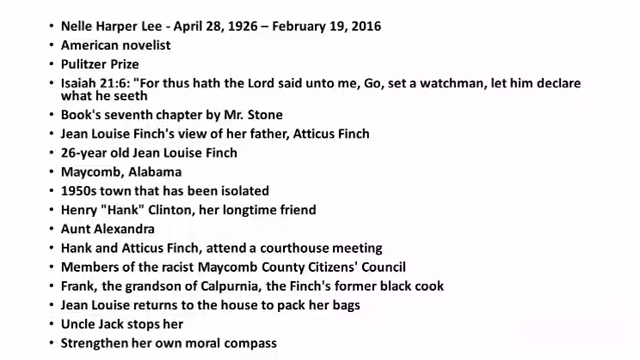 • Nelle Harper Lee - April 28, 1926 – February 19, 2016
• American novelist
• Pulitzer Prize
• Isaiah 21:6: "For thus hath the Lord said unto me, Go, set a watchman, let him declare
what he seeth
• Book's seventh chapter by Mr. Stone
• Jean Louise Finch's view of her father, Atticus Finch
• 26-year old Jean Louise Finch
• Maycomb, Alabama
• 1950s town that has been isolated
• Henry "Hank" Clinton, her longtime friend
• Aunt Alexandra
• Hank and Atticus Finch, attend a courthouse meeting
• Members of the racist Maycomb County Citizens' Council
• Frank, the grandson of Calpurnia, the Finch's former black cook
• Jean Louise returns to the house to pack her bags
• Uncle Jack stops her
• Strengthen her own moral compass